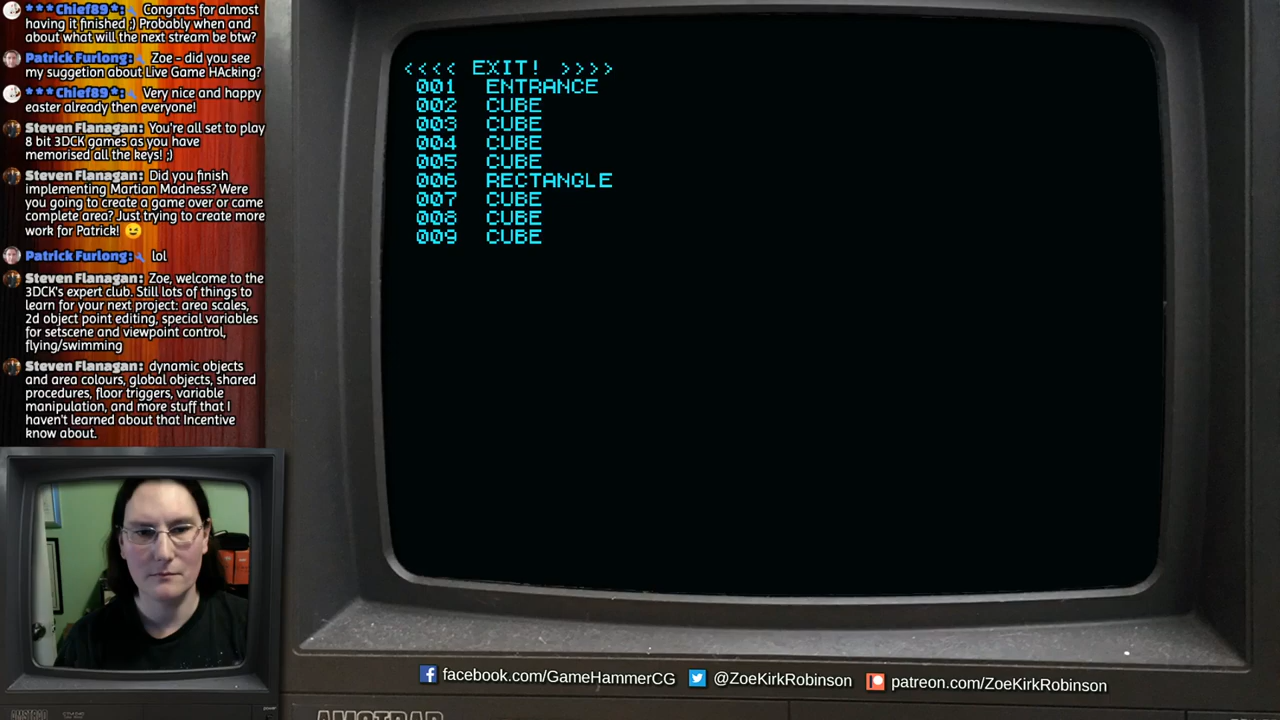 ***Chief89*: Congrats for almost
having it finished ;) Probably when and
about what will the next stream be btw?
Patrick Furlong: Zoe - did you see
my suggetion about Live Game HAcking?
***Chief89*: Very nice and happy
easter already then everyone!
Steven Flanagan: You're all set to play
8 bit 3DCK games as you have
memorised all the keys! ;)
Steven Flanagan: Did you finish
implementing Martian Madness? Were
you going to create a game over or came
complete area? Just trying to create more
work for Patrick! 😉
Patrick Furlong: lol
Steven Flanagan: Zoe, welcome to the
3DCK's expert club. Still lots of things to
learn for your next project: area scales,
2d object point editing, special variables
for setscene and viewpoint control,
flying/swimming
Steven Flanagan: dynamic objects
and area colours, global objects, shared
procedures, floor triggers, variable
manipulation, and more stuff that I
haven't learned about that Incentive
know about.
<<<< EXIT! >>>>
001 ENTRANCE
002 CUBE
003 CUBE
004 CUBE
005 CUBE
006 RECTANGLE
007 CUBE
008 CUBE
009 CUBE
facebook.com/GameHammerCG @ZoeKirkRobinson patreon.com/ZoeKirkRobinson
AMSTRAD